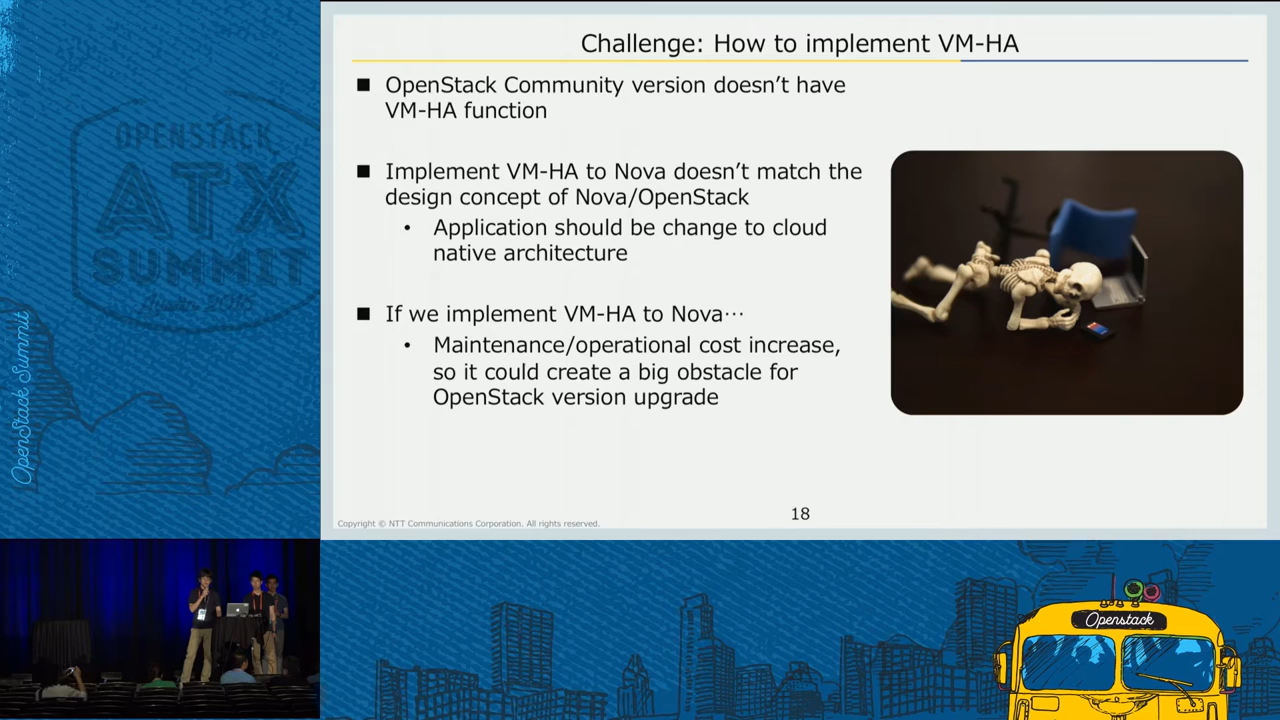 OPENSTACK
ATX
SUMMIT
Austin 2016
OpenStack Summit
Challenge: How to implement VM-HA
■ OpenStack Community version doesn't have
VM-HA function
■ Implement VM-HA to Nova doesn't match the
design concept of Nova/OpenStack
• Application should be change to cloud
native architecture
■ If we implement VM-HA to Nova…
• Maintenance/operational cost increase,
so it could create a big obstacle for
OpenStack version upgrade
18
Copyright © NTT Communications Corporation. All rights reserved.
Openstack